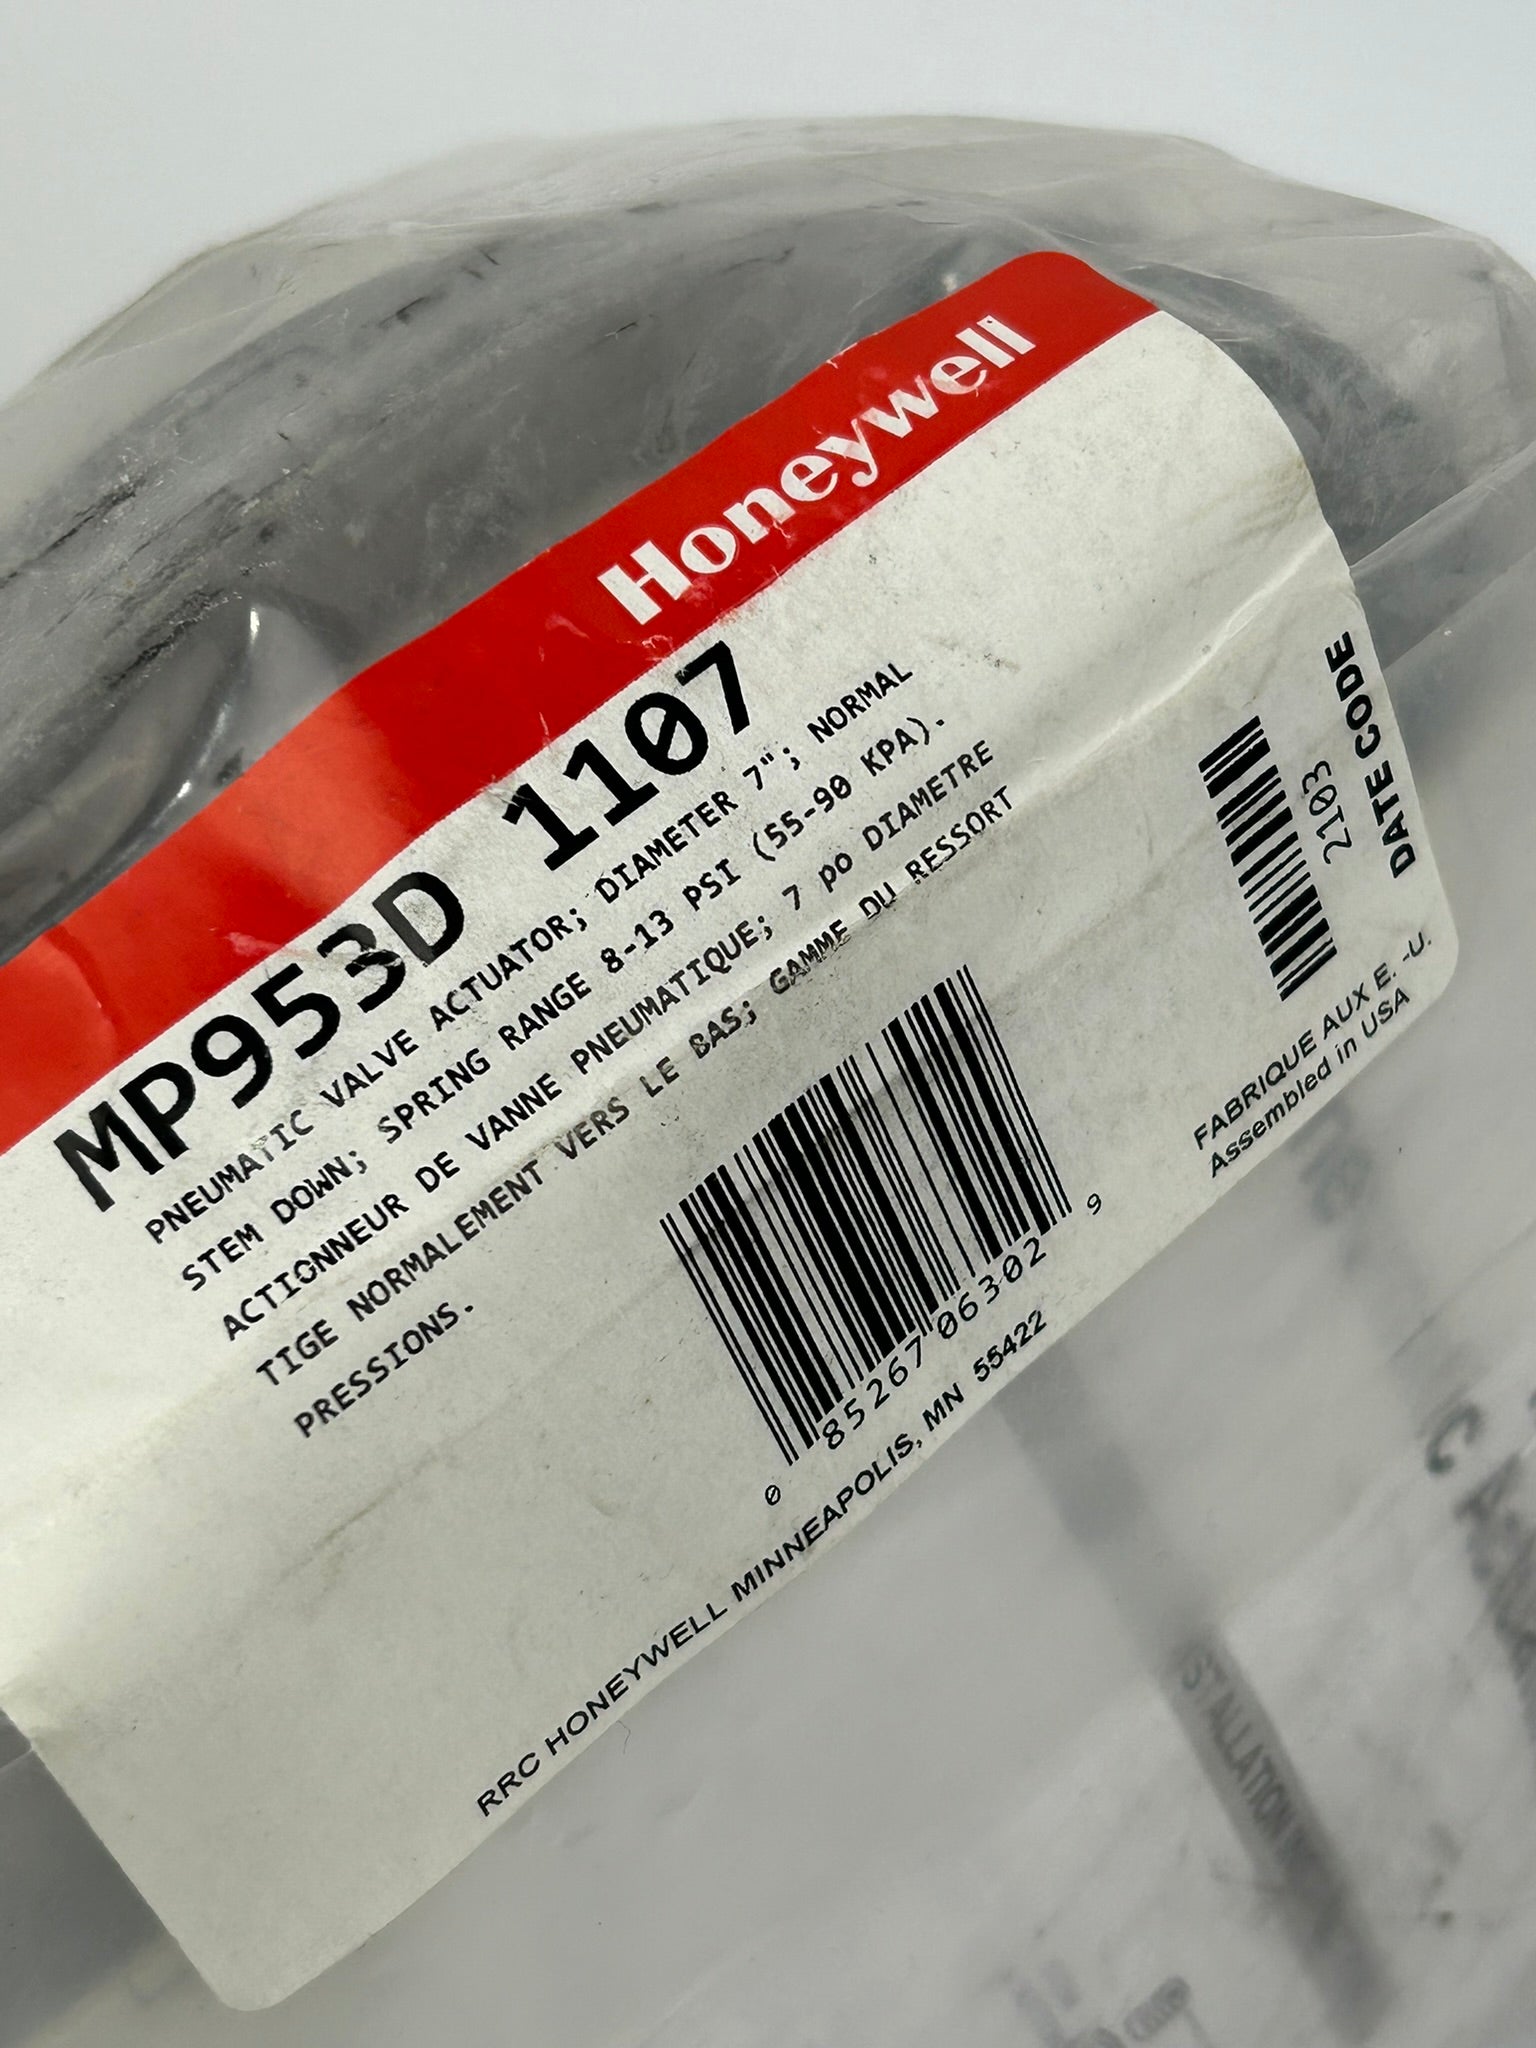 Honeywell
MP953D 1107
PNEUMATIC VALVE ACTUATOR; DIAMETER 7"; NORMAL
STEM DOWN; SPRING RANGE 8-13 PSI (55-90 KPA).
ACTIONNEUR DE VANNE PNEUMATIQUE; 7 po DIAMETRE
TIGE NORMALEMENT VERS LE BAS; GAMME DU RESSORT
PRESSIONS.
0 85267 06302 9
RRC HONEYWELL MINNEAPOLIS, MN 55422
2103
DATE CODE
FABRIQUE AUX E.-U.
Assembled in USA